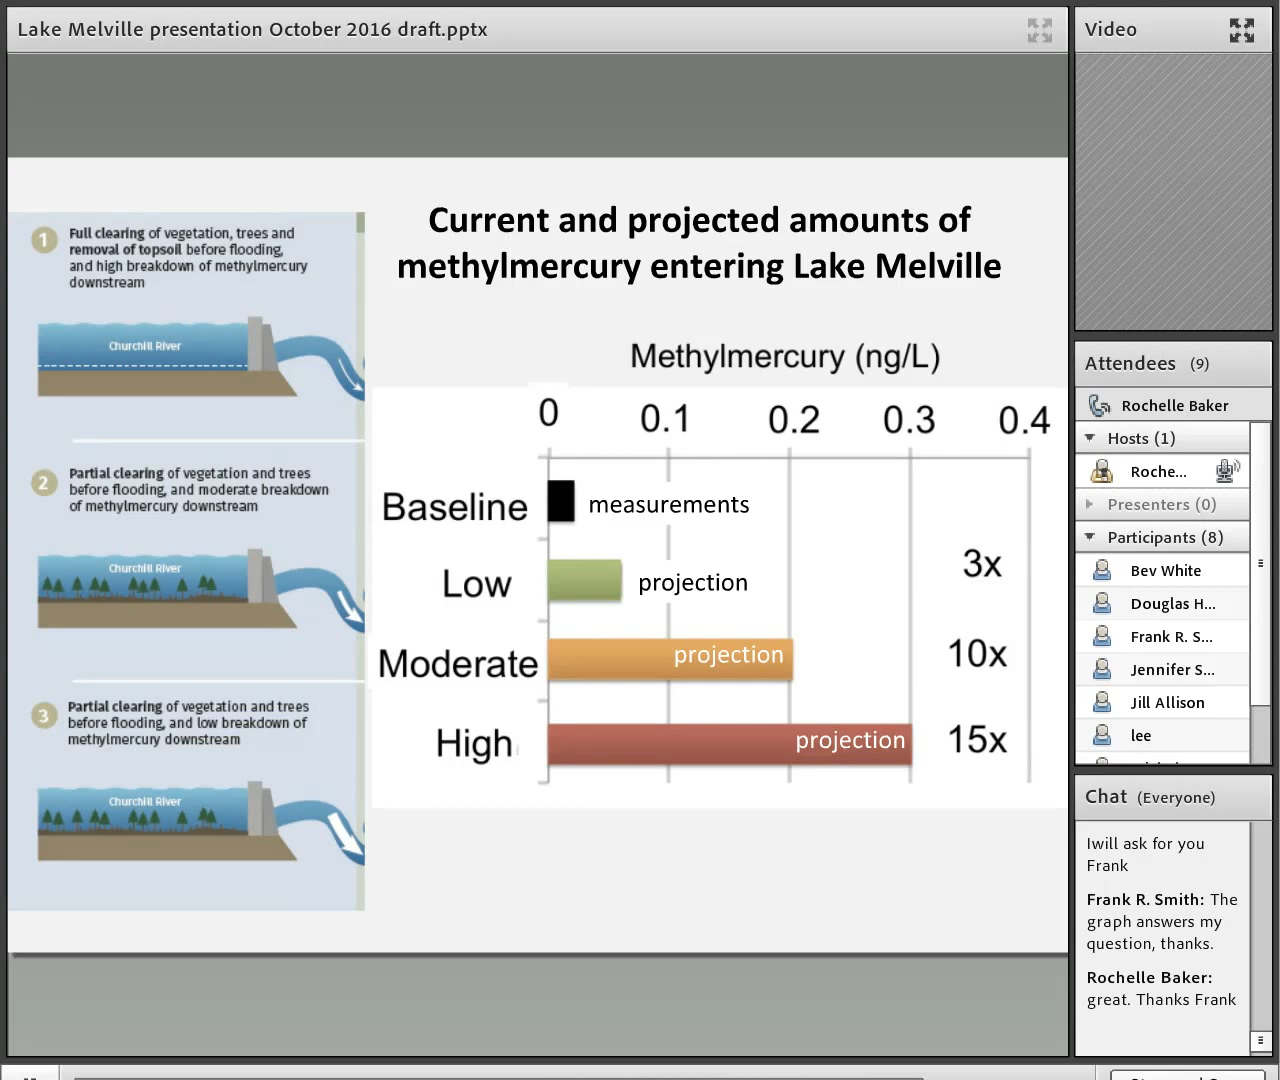 Lake Melville presentation October 2016 draft.pptx
1
Full clearing of vegetation, trees and
removal of topsoil before flooding,
and high breakdown of methylmercury
downstream
Churchill River
2
Partial clearing of vegetation and trees
before flooding, and moderate breakdown
of methylmercury downstream
Churchill River
3
Partial clearing of vegetation and trees
before flooding, and low breakdown of
methylmercury downstream
Churchill River
Current and projected amounts of
methylmercury entering Lake Melville
Methylmercury (ng/L)
0 0.1 0.2 0.3 0.4
Baseline measurements
Low projection 3x
Moderate projection 10x
High projection 15x
Video
Attendees (9)
Rochelle Baker
Hosts (1)
Roche...
Presenters (0)
Participants (8)
Bev White
Douglas H...
Frank R. S...
Jennifer S...
Jill Allison
lee
Chat (Everyone)
Iwill ask for you
Frank
Frank R. Smith: The
graph answers my
question, thanks.
Rochelle Baker:
great. Thanks Frank